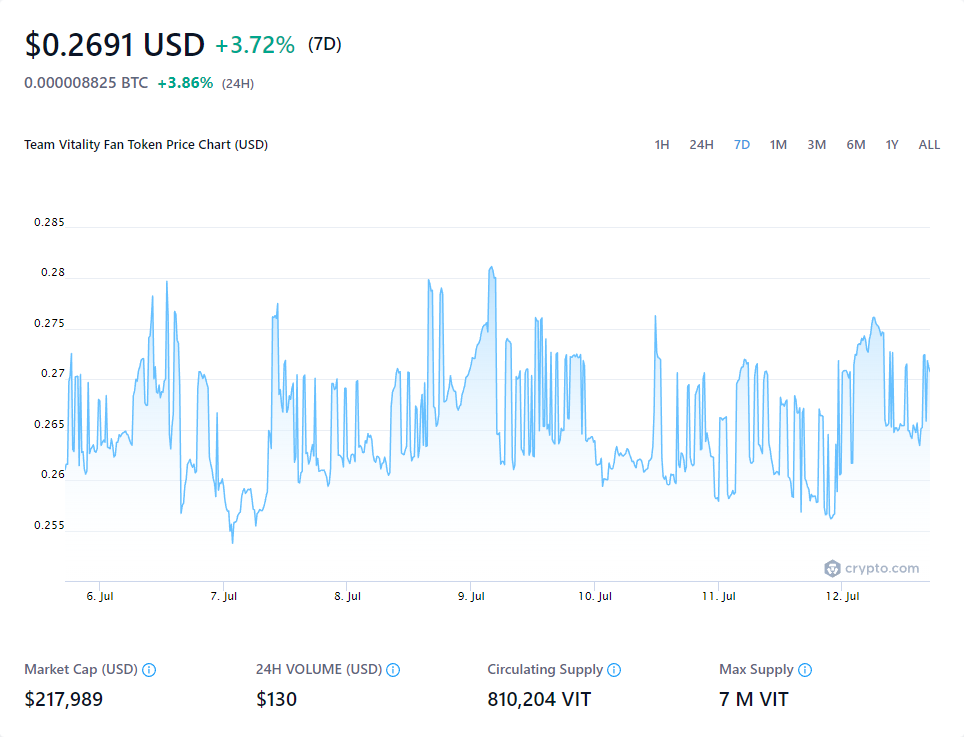 $0.2691 USD +3.72% (7D)
0.000008825 BTC +3.86% (24H)
Team Vitality Fan Token Price Chart (USD) 1H 24H 7D 1M 3M 6M 1Y ALL
0.285
0.28
0.275
0.27
0.265
0.26
0.255
crypto.com
6. Jul 7. Jul 8. Jul 9. Jul 10. Jul 11. Jul 12. Jul
Market Cap (USD) 24H VOLUME (USD) Circulating Supply Max Supply
$217,989 $130 810,204 VIT 7 M VIT